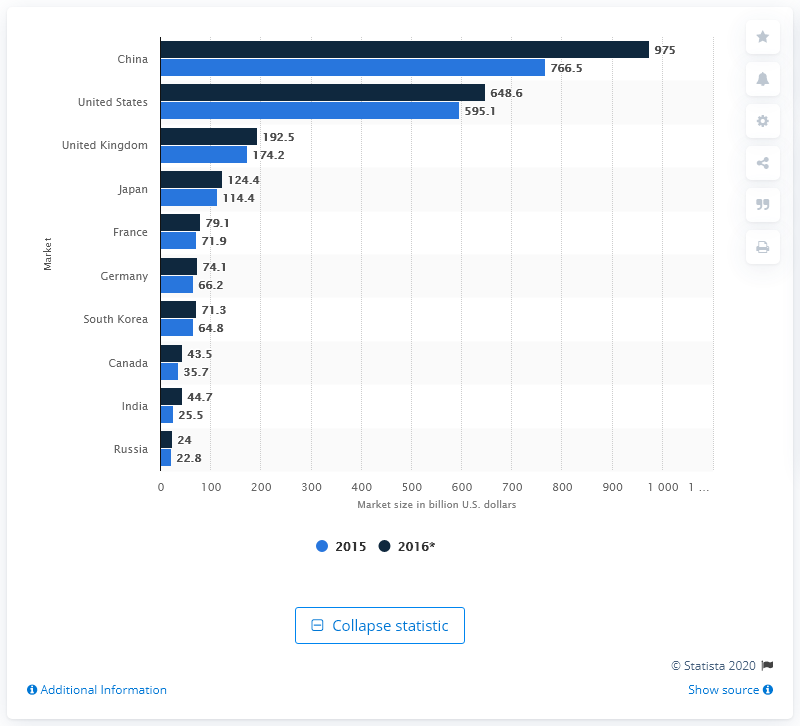 China
975
766.5
United States
648.6
595.1
United Kingdom
192.5
174.2
Japan
124.4
114.4
France
79.1
71.9
Market
Germany
74.1
66.2
South Korea
71.3
64.8
Canada
43.5
35.7
India
44.7
25.5
Russia
24
22.8
0 100 200 300 400 500 600 700 800 900 1 000 1 ...
Market size in billion U.S. dollars
2015 2016*
Collapse statistic
© Statista 2020
Additional Information
Show source